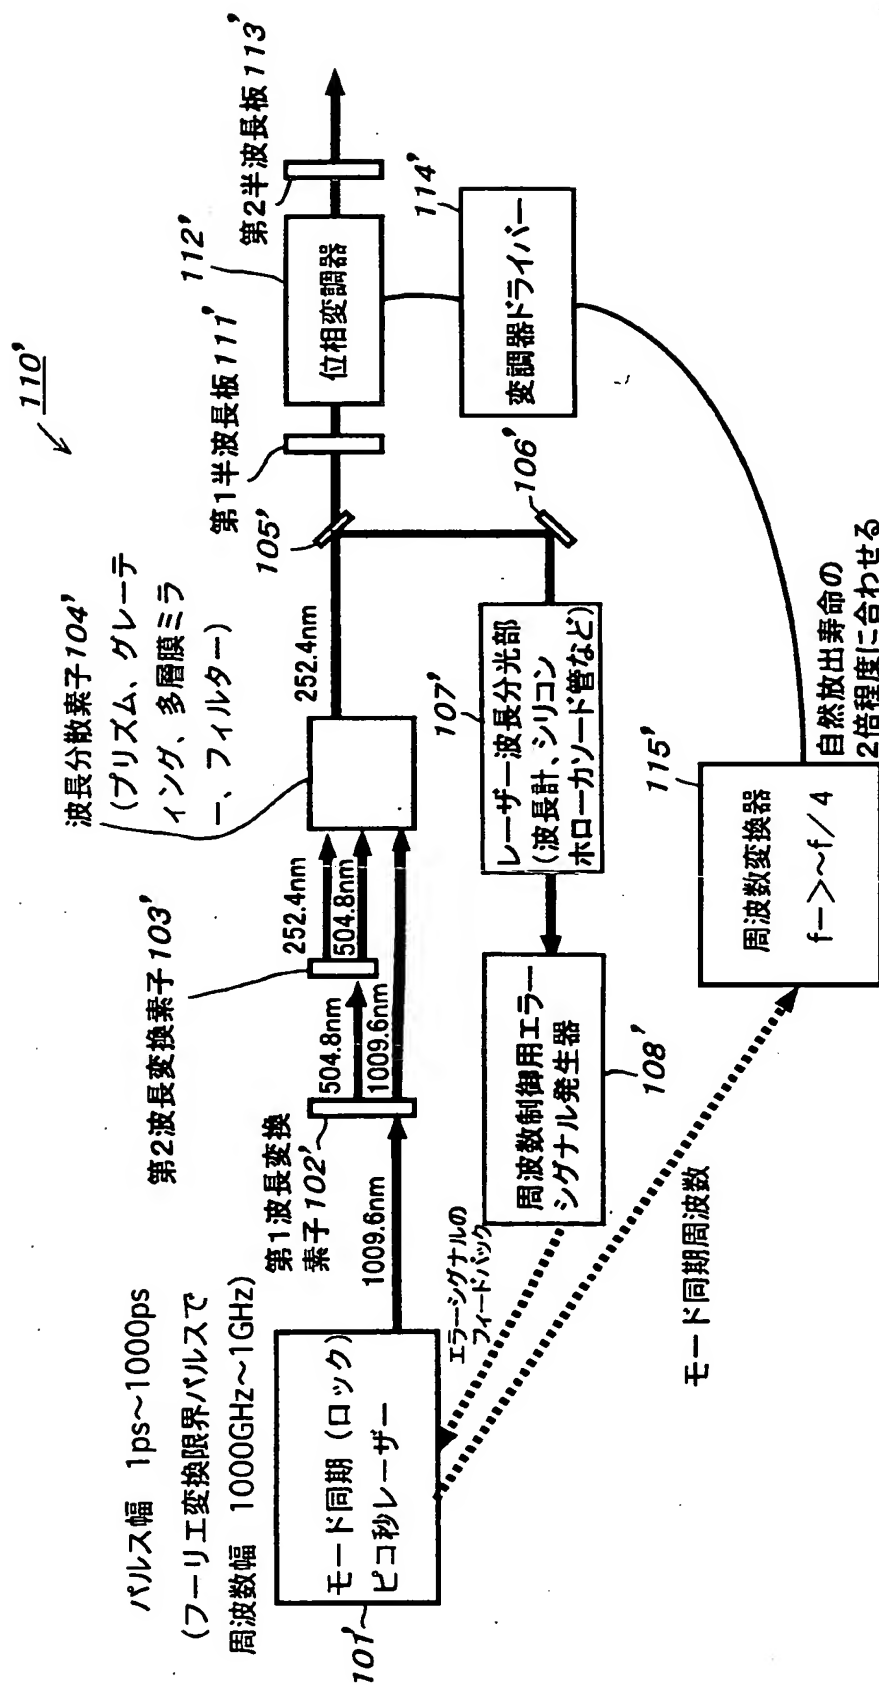 110'
パルス幅 1ps〜1000ps
(フーリエ変換限界パルスで
周波数幅 1000GHz〜1GHz)
モード同期(ロック)
ピコ秒レーザー
101'
1009.6nm
第1波長変換
素子102'
504.8nm
1009.6nm
第2波長変換素子103'
252.4nm
504.8nm
波長分散素子104'
(プリズム、グレーテ
ィング、多層膜ミラ
ー、フィルター)
252.4nm
105'
第1半波長板111'
112'
位相変調器
第2半波長板113'
114'
変調器ドライバー
106'
107'
レーザー波長分光部
(波長計、シリコン
ホローカソード管など)
周波数制御用エラー
シグナル発生器
108'
エラーシグナルの
フィードバック
モード同期周波数
115'
周波数変換器
f−>〜f/4
自然放出寿命の
2倍程度に合わせる